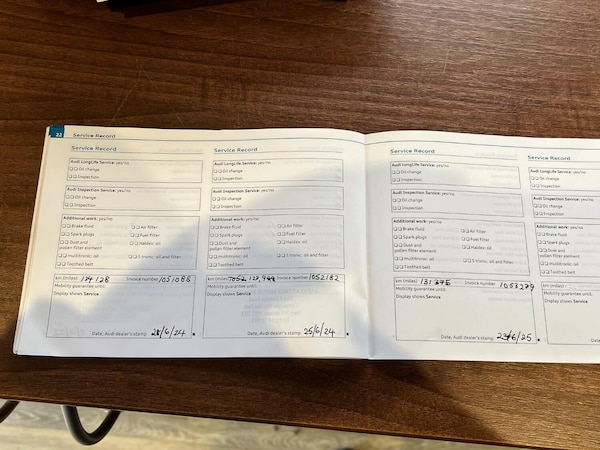 22 Service Record
Service Record
Audi LongLife Service: yes/no
Oil change
Inspection
Audi Inspection Service: yes/no
Oil change
Inspection
Additional work: yes/no
Brake fluid Air filter
Spark plugs Fuel filter
Dust and Haldex: oil
pollen filter element
multitronic: oil S tronic: oil and filter
Toothed belt
km (miles) 124 128 Invoice number 1051088
Mobility guarantee until:
Display shows Service
Date, Audi dealer's stamp 28/6/24
Service Record
Audi LongLife Service: yes/no
Oil change
Inspection
Audi Inspection Service: yes/no
Oil change
Inspection
Additional work: yes/no
Brake fluid Air filter
Spark plugs Fuel filter
Dust and Haldex: oil
pollen filter element
multitronic: oil S tronic: oil and filter
Toothed belt
km (miles) Invoice number 1052182
Mobility guarantee until:
Display shows Service
Date, Audi dealer's stamp 25/6/24
Service Record
Audi LongLife Service: yes/no
Oil change
Inspection
Audi Inspection Service: yes/no
Oil change
Inspection
Additional work: yes/no
Brake fluid Air filter
Spark plugs Fuel filter
Dust and Haldex: oil
pollen filter element
multitronic: oil S tronic: oil and filter
Toothed belt
km (miles) Invoice number 1053279
Mobility guarantee until:
Display shows Service
Date, Audi dealer's stamp /6/25
Service Record
Audi LongLife Service: yes/no
Oil change
Inspection
Audi Inspection Service: yes/no
Oil change
Inspection
Additional work: yes/no
Brake fluid
Spark plugs
Dust and
pollen filter element
multitronic: oil
Toothed belt
km (miles)
Mobility guarantee until:
Display shows Service
Date, Au